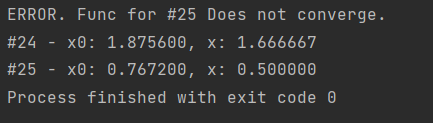 ERROR. Func for #25 Does not converge.
#24 - x0: 1.875600, x: 1.666667
#25 - x0: 0.767200, x: 0.500000
Process finished with exit code 0